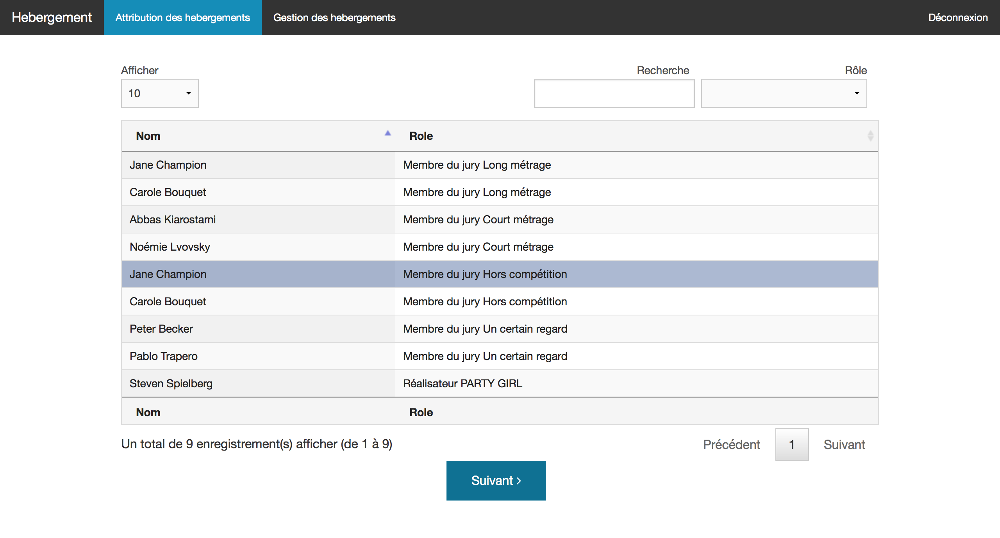 Hebergement Attribution des hebergements Gestion des hebergements Déconnexion
Afficher Recherche Rôle
10
Nom Role
Jane Champion Membre du jury Long métrage
Carole Bouquet Membre du jury Long métrage
Abbas Kiarostami Membre du jury Court métrage
Noémie Lvovsky Membre du jury Court métrage
Jane Champion Membre du jury Hors compétition
Carole Bouquet Membre du jury Hors compétition
Peter Becker Membre du jury Un certain regard
Pablo Trapero Membre du jury Un certain regard
Steven Spielberg Réalisateur PARTY GIRL
Nom Role
Un total de 9 enregistrement(s) afficher (de 1 à 9) Précédent 1 Suivant
Suivant ›